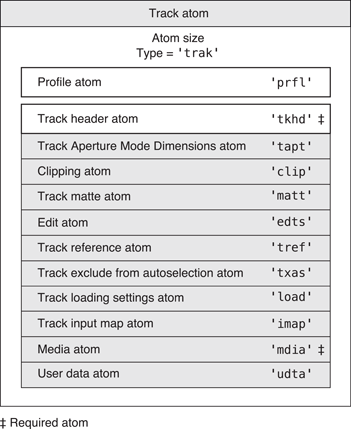 Track atom
Atom size
Type = 'trak'
Profile atom 'prfl'
Track header atom 'tkhd' ‡
Track Aperture Mode Dimensions atom 'tapt'
Clipping atom 'clip'
Track matte atom 'matt'
Edit atom 'edts'
Track reference atom 'tref'
Track exclude from autoselection atom 'txas'
Track loading settings atom 'load'
Track input map atom 'imap'
Media atom 'mdia' ‡
User data atom 'udta'
‡ Required atom